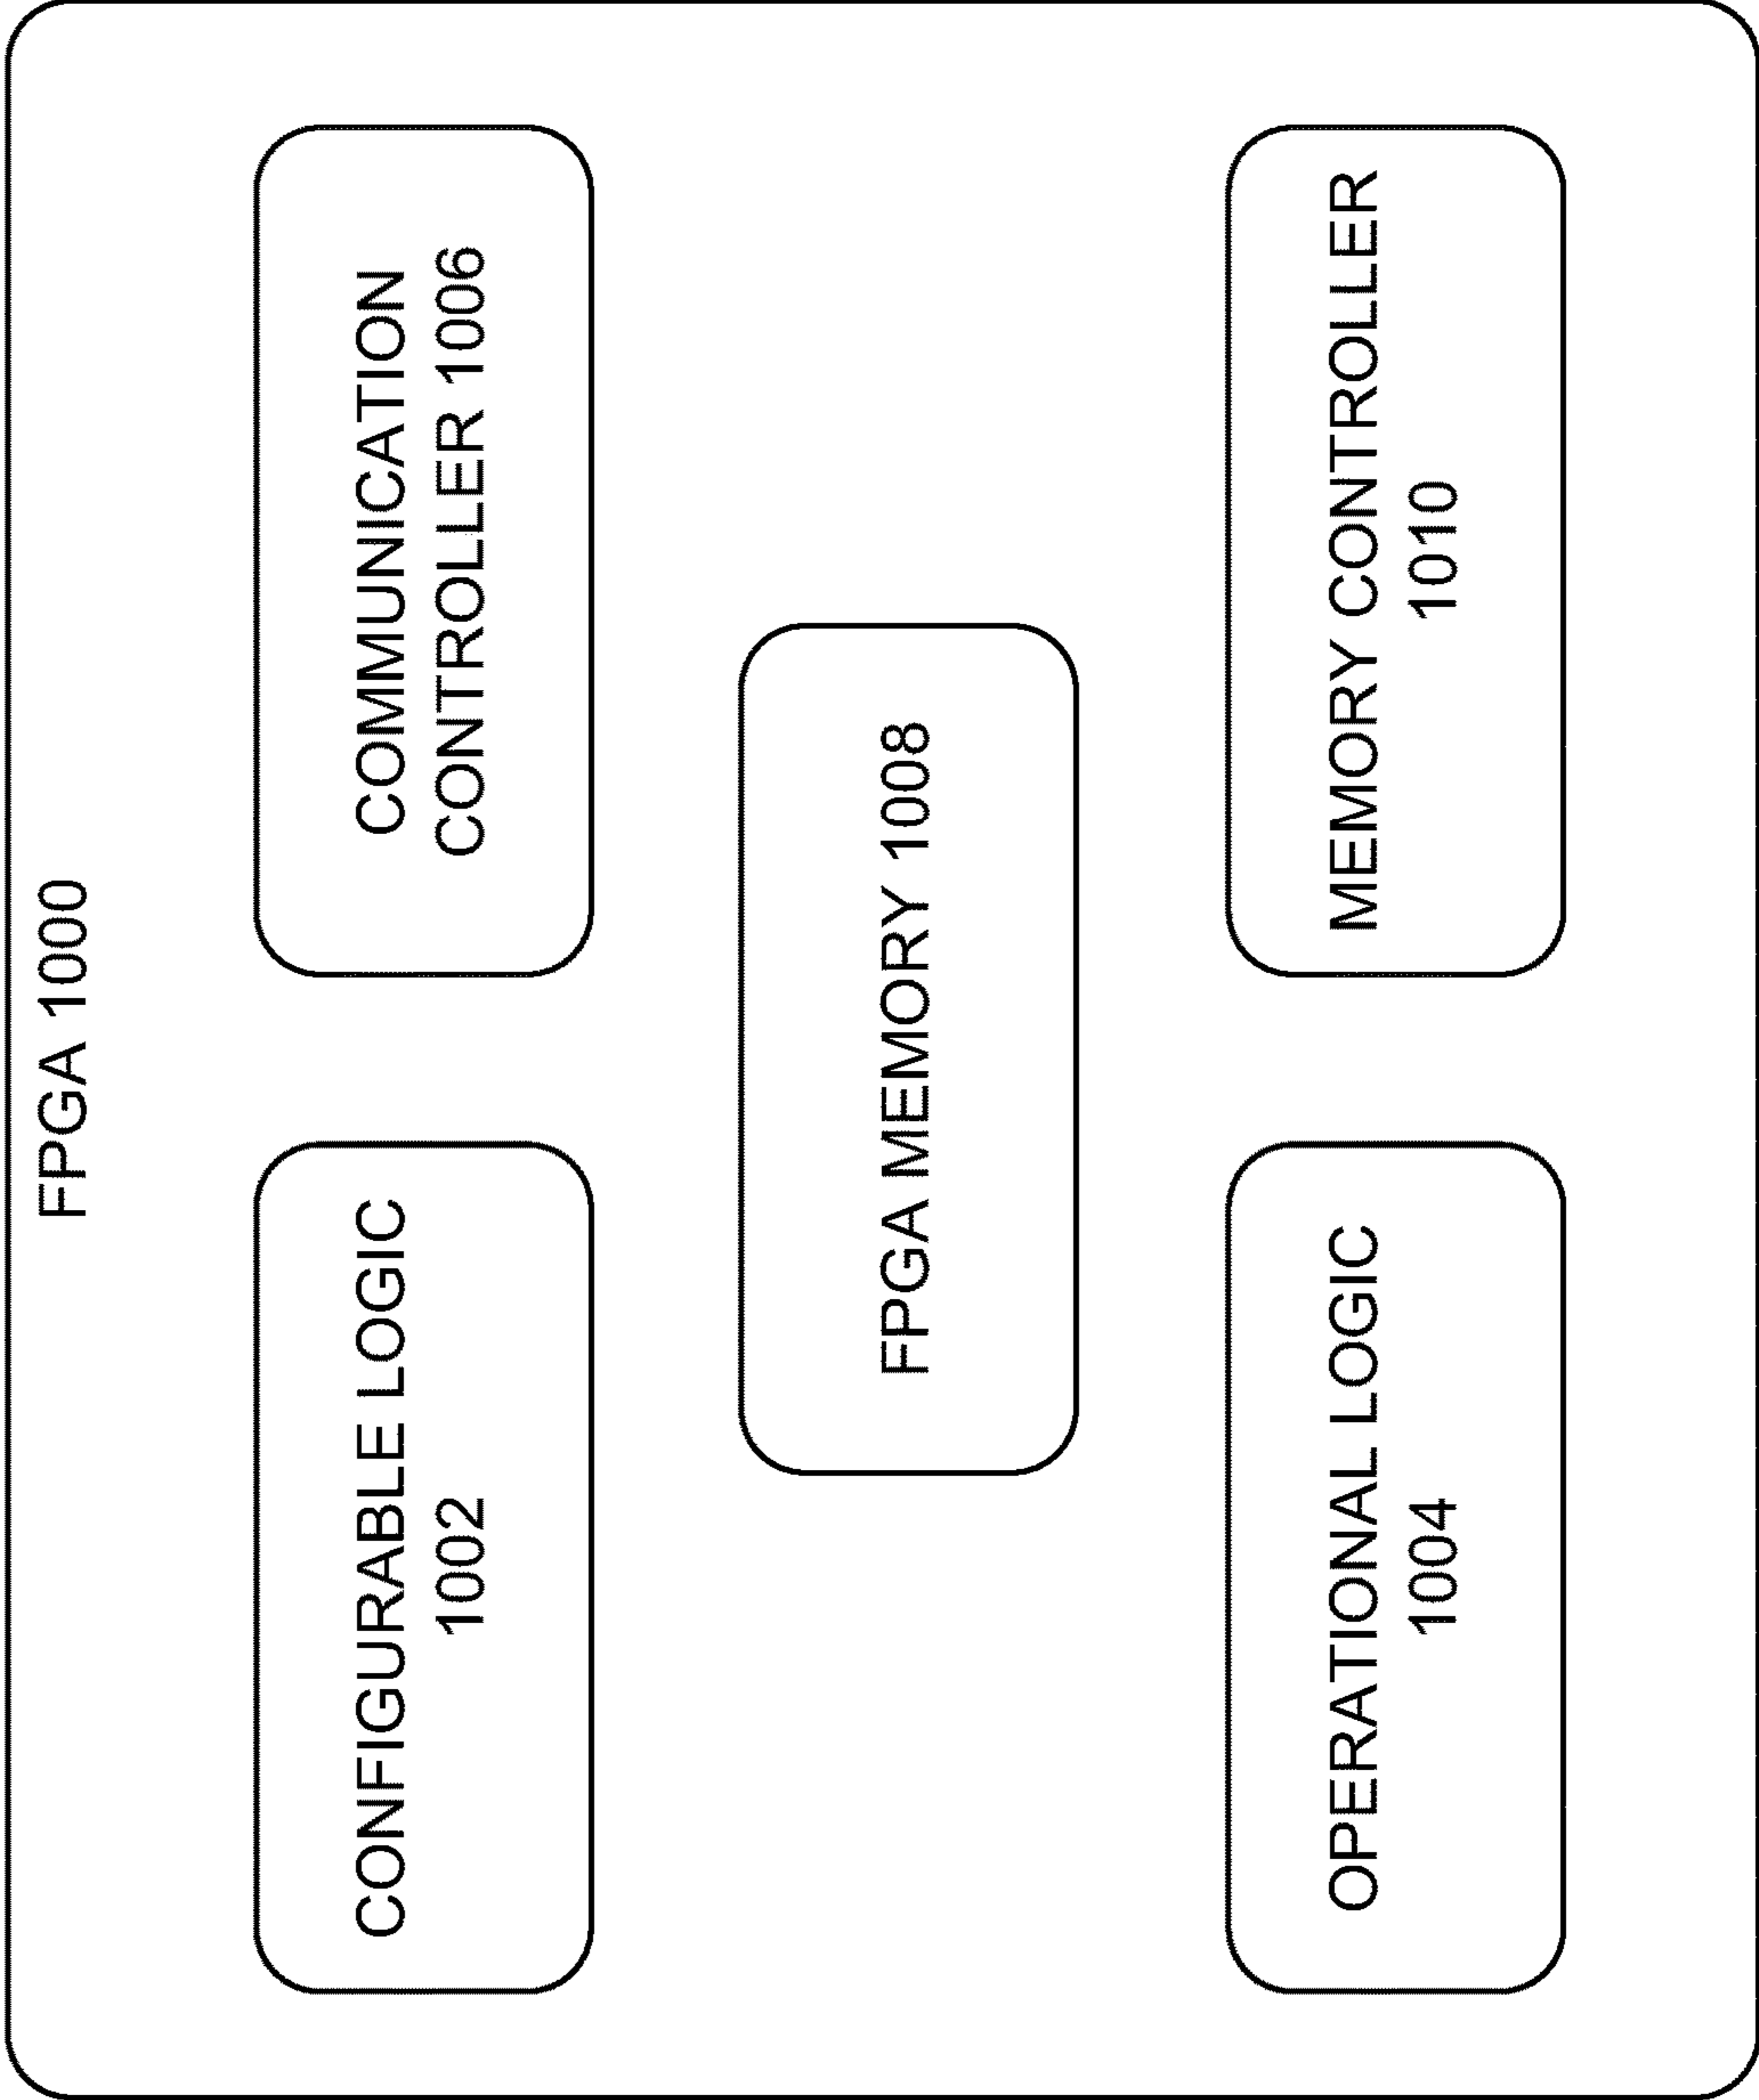 FPGA 1000
CONFIGURABLE LOGIC
1002
COMMUNICATION
CONTROLLER 1006
FPGA MEMORY 1008
OPERATIONAL LOGIC
1004
MEMORY CONTROLLER
1010